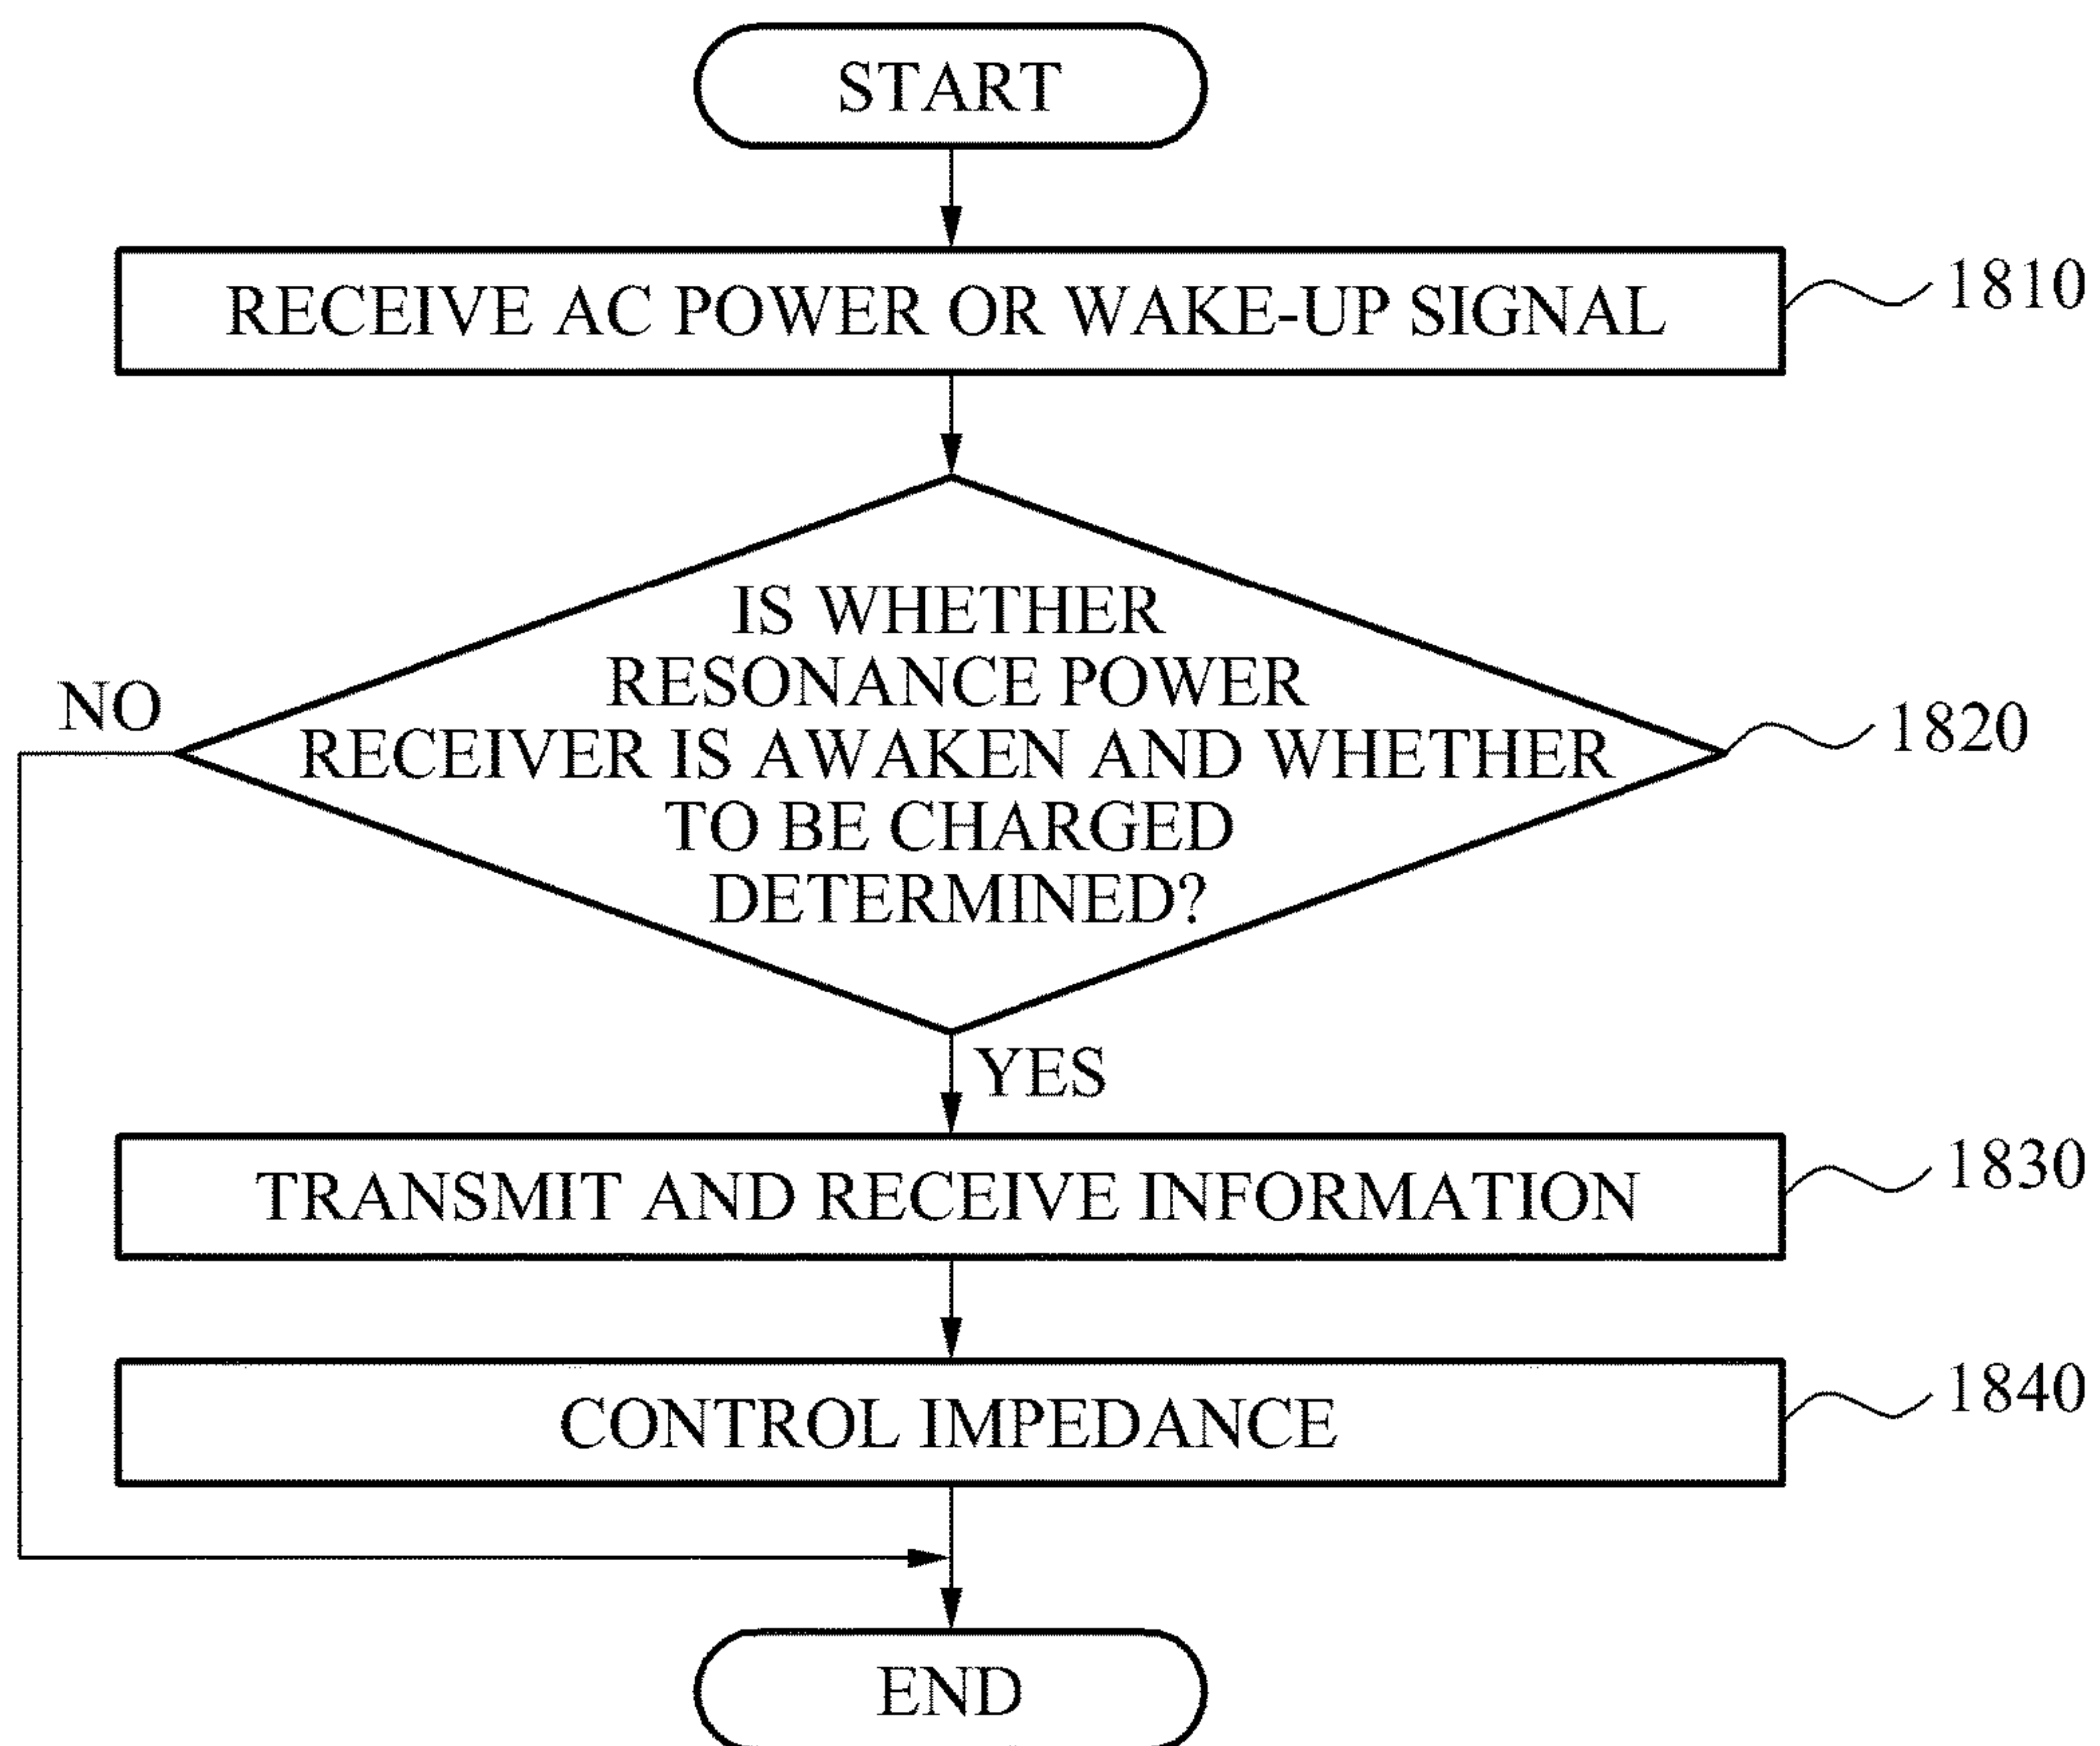 START
RECEIVE AC POWER OR WAKE-UP SIGNAL
1810
IS WHETHER
RESONANCE POWER
RECEIVER IS AWAKEN AND WHETHER
TO BE CHARGED
DETERMINED?
1820
NO
YES
TRANSMIT AND RECEIVE INFORMATION
1830
CONTROL IMPEDANCE
1840
END